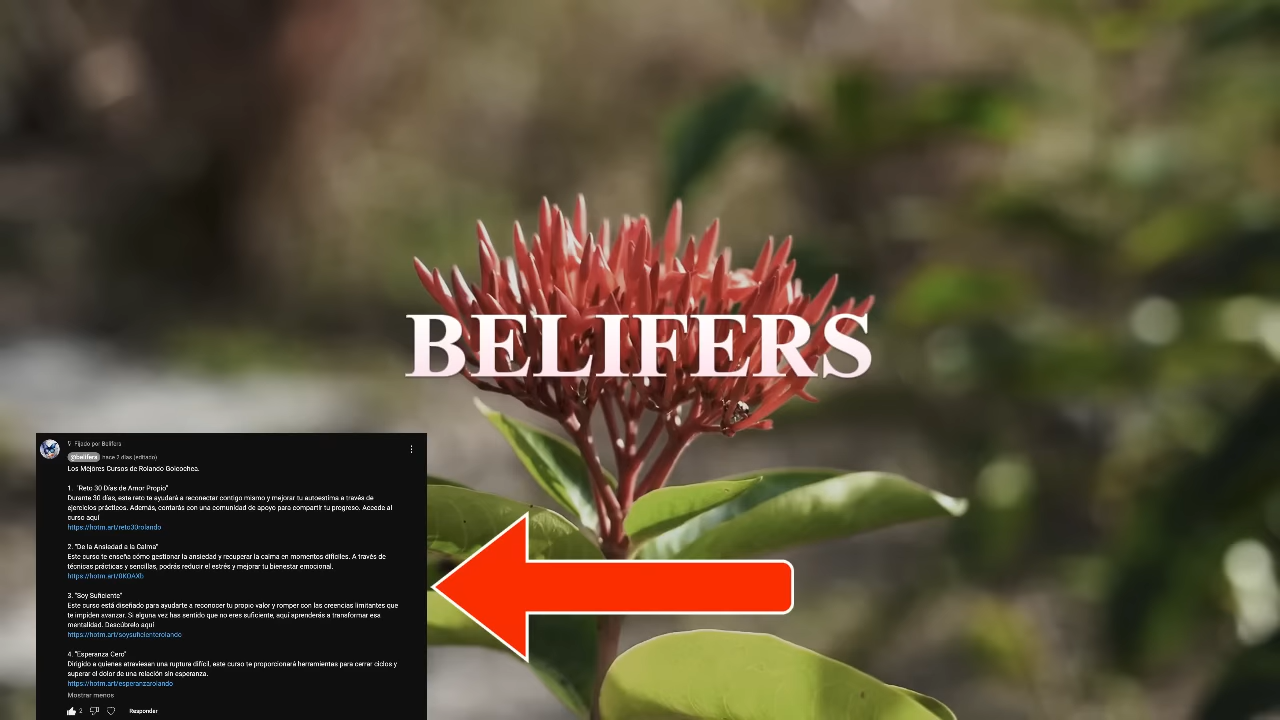 BELIFERS
Fijado por Belifers
@belifers hace 2 días (editado)
Los Mejores Cursos de Rolando Goicochea.
1. "Reto 30 Días de Amor Propio"
Durante 30 días, este reto te ayudará a reconectar contigo mismo y mejorar tu autoestima a través de
ejercicios prácticos. Además, contarás con una comunidad de apoyo para compartir tu progreso. Accede al
curso aquí
https://hotm.art/reto30rolando
2. "De la Ansiedad a la Calma"
Este curso te enseña cómo gestionar la ansiedad y recuperar la calma en momentos difíciles. A través de
técnicas prácticas y sencillas, podrás reducir el estrés y mejorar tu bienestar emocional.
https://hotm.art/0KOAXb
3. "Soy Suficiente"
Este curso está diseñado para ayudarte a reconocer tu propio valor y romper con las creencias limitantes que
te impiden avanzar. Si alguna vez has sentido que no eres suficiente, aquí aprenderás a transformar esa
mentalidad. Descúbrelo aquí
https://hotm.art/soysuficienterolando
4. "Esperanza Cero"
Dirigido a quienes atraviesan una ruptura difícil, este curso te proporcionará herramientas para cerrar ciclos y
superar el dolor de una relación sin esperanza.
https://hotm.art/esperanzarolando
Mostrar menos
2 Responder